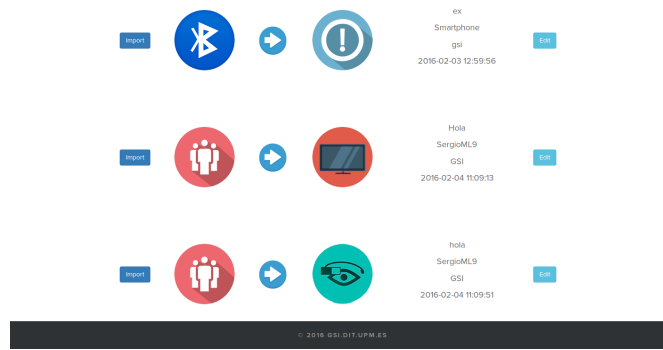 Import
ex
Smartphone
gsi
2016-02-03 12:59:56
Edit
Import
Hola
SergioML9
GSI
2016-02-04 11:09:13
Edit
Import
hola
SergioML9
GSI
2016-02-04 11:09:51
Edit
© 2016 GSI.DIT.UPM.ES